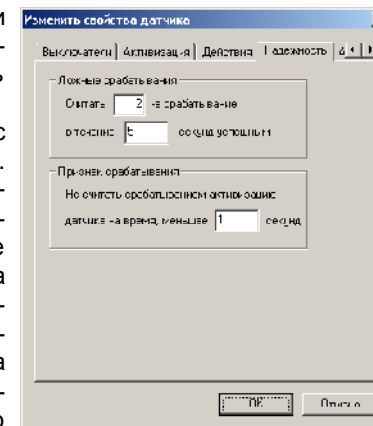 Изменить свойства датчика
Выключатели Активизация Действия Надежность
Ложные срабатывания
Считать 2 -е срабатывание
в течение 5 секунд успешным
Признак срабатывания
Не считать срабатыванием активизацию
датчика на время, меньшее 1 секунд
OK Отмена